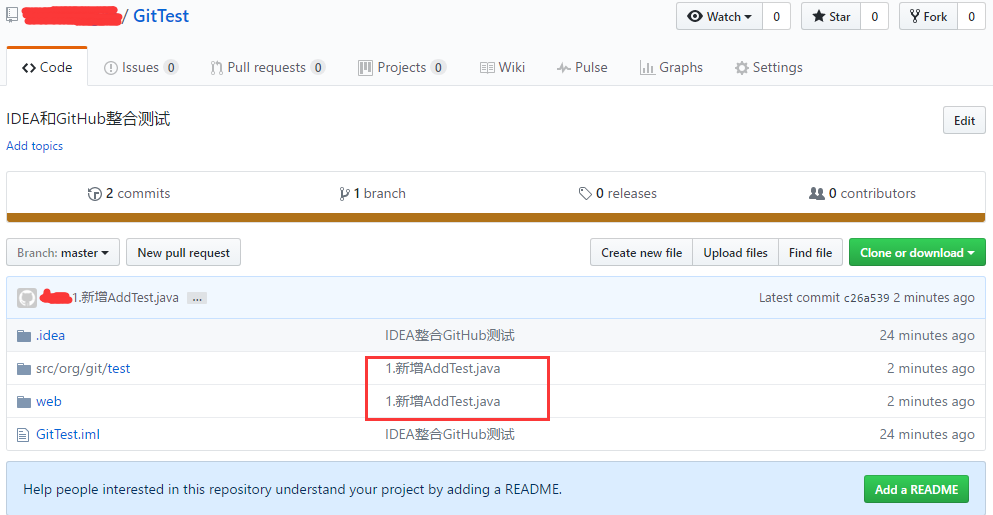 / GitTest Watch 0 Star 0 Fork 0
Code Issues 0 Pull requests 0 Projects 0 Wiki Pulse Graphs Settings
IDEA和GitHub整合测试 Edit
Add topics
2 commits 1 branch 0 releases 0 contributors
Branch: master New pull request Create new file Upload files Find file Clone or download
1.新增AddTest.java ... Latest commit c26a539 2 minutes ago
.idea IDEA整合GitHub测试 24 minutes ago
src/org/git/test 1.新增AddTest.java 2 minutes ago
web 1.新增AddTest.java 2 minutes ago
GitTest.iml IDEA整合GitHub测试 24 minutes ago
Help people interested in this repository understand your project by adding a README. Add a README